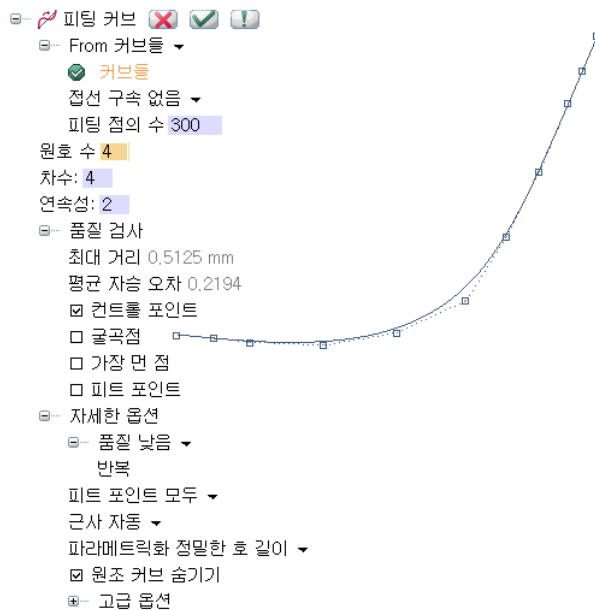 피팅 커브
From 커브들
커브들
접선 구속 없음
피팅 점의 수 300
원호 수 4
차수: 4
연속성: 2
품질 검사
최대 거리 0,5125 mm
평균 자승 오차 0,2194
컨트롤 포인트
굴곡점
가장 먼 점
피트 포인트
자세한 옵션
품질 낮음
반복
피트 포인트 모두
근사 자동
파라메트릭화 정밀한 호 길이
원조 커브 숨기기
고급 옵션